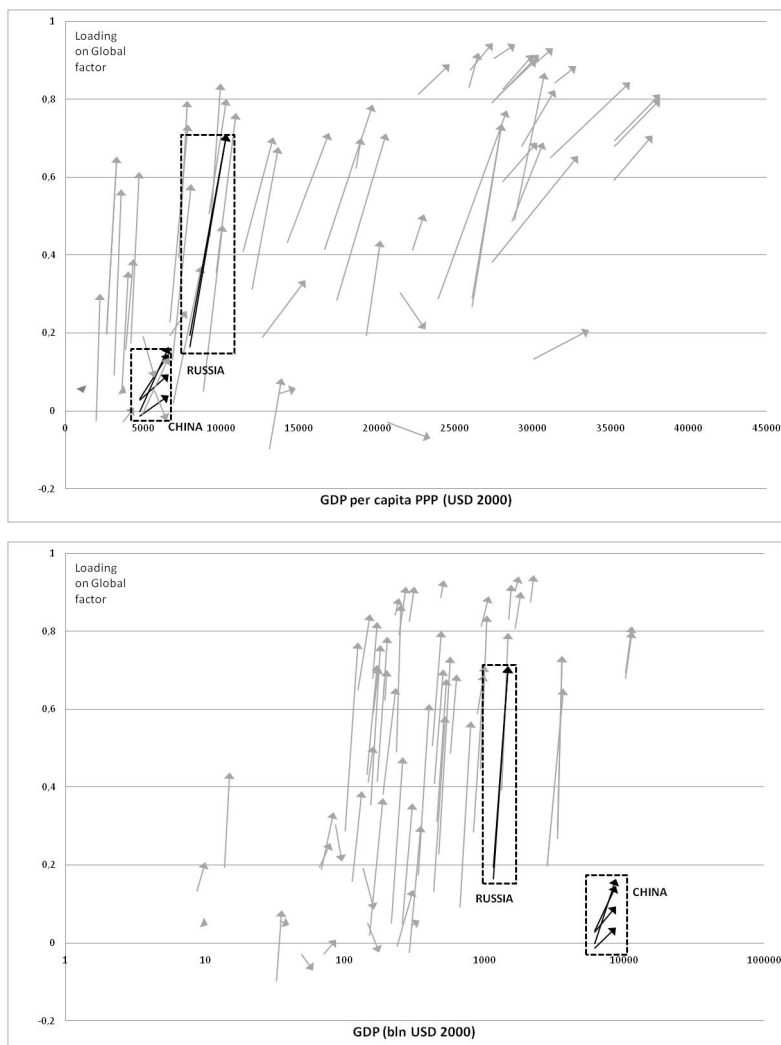 1
Loading
on Global
factor
0,8
0,6
0,4
0,2
RUSSIA
0
0 5000 10000 15000 20000 25000 30000 35000 40000 45000
CHINA
-0,2
GDP per capita PPP (USD 2000)
1
Loading
on Global
factor
0,8
0,6
0,4
0,2
RUSSIA
CHINA
0
1 10 100 1000 10000 100000
-0,2
GDP (bln USD 2000)